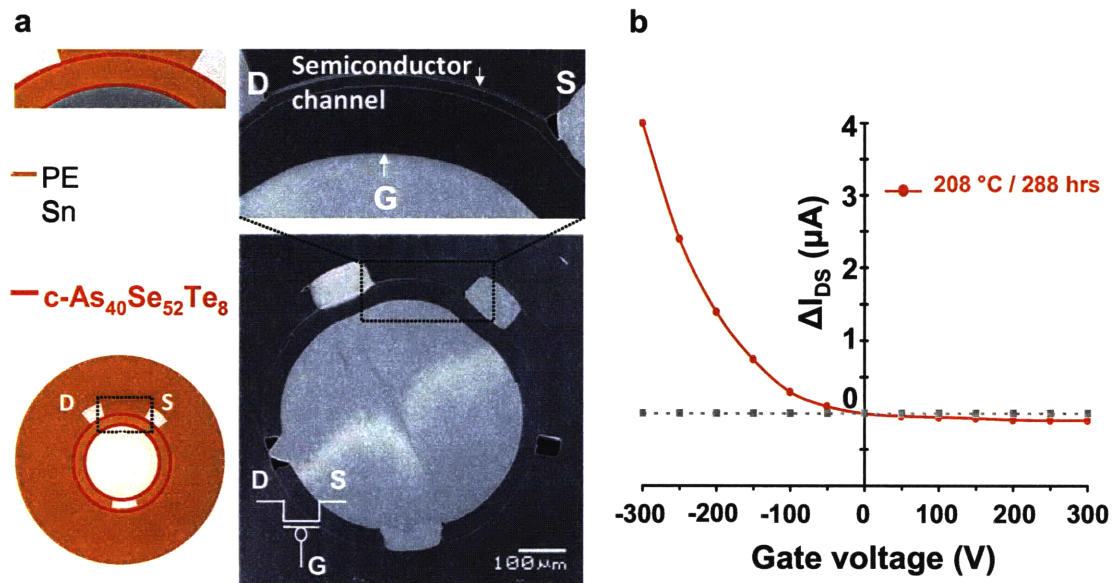 a
D
Semiconductor
channel
S
G
PE
Sn
c-As₄₀Se₅₂Te₈
D
S
D
S
G
100μm
b
4
3
2
1
0
ΔI_DS (μA)
208 °C / 288 hrs
-300
-200
-100
0
100
200
300
Gate voltage (V)